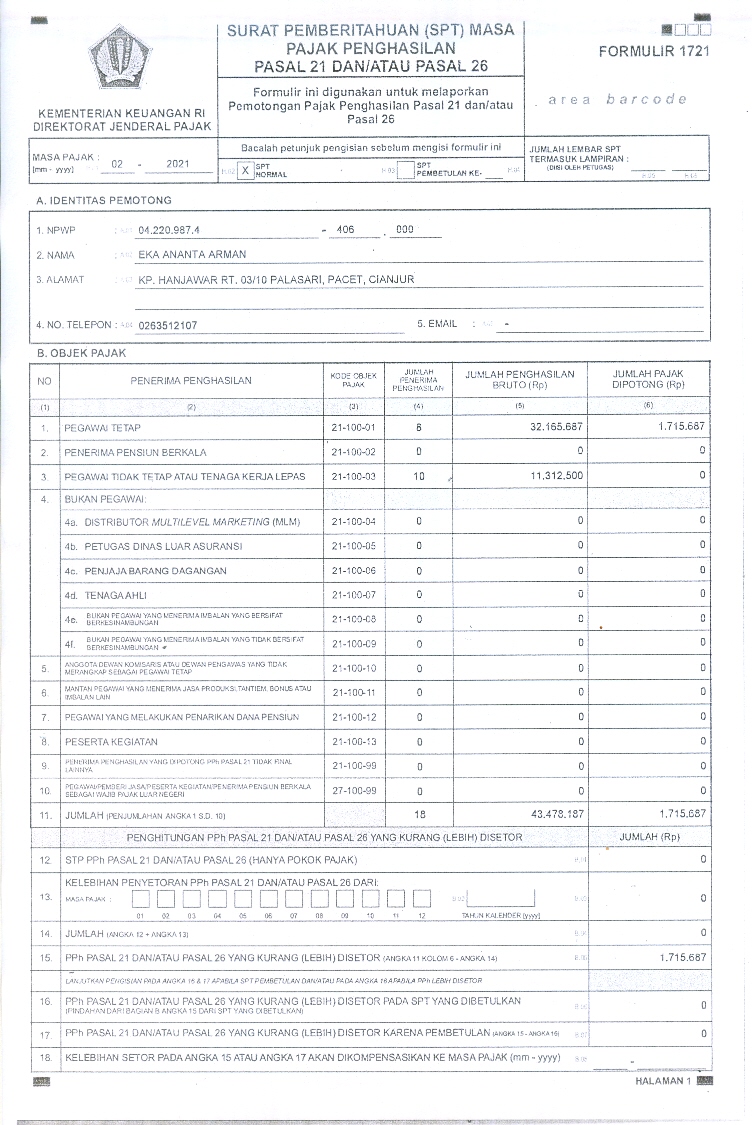 SURAT PEMBERITAHUAN (SPT) MASA
PAJAK PENGHASILAN
PASAL 21 DAN/ATAU PASAL 26
FORMULIR 1721
Formulir ini digunakan untuk melaporkan
Pemotongan Pajak Penghasilan Pasal 21 dan/atau
Pasal 26
area barcode
KEMENTERIAN KEUANGAN RI
DIREKTORAT JENDERAL PAJAK
Bacalah petunjuk pengisian sebelum mengisi formulir ini
MASA PAJAK :
[mm - yyyy] 02 - 2021
H.02 X SPT NORMAL
H.03 SPT PEMBETULAN KE-
JUMLAH LEMBAR SPT
TERMASUK LAMPIRAN :
(DIISI OLEH PETUGAS)
A. IDENTITAS PEMOTONG
1. NPWP : 04.220.987.4 - 406 . 000
2. NAMA : EKA ANANTA ARMAN
3. ALAMAT : KP. HANJAWAR RT. 03/10 PALASARI, PACET, CIANJUR
4. NO. TELEPON : 0263512107 5. EMAIL : -
B. OBJEK PAJAK
NO PENERIMA PENGHASILAN KODE OBJEK PAJAK JUMLAH PENERIMA PENGHASILAN JUMLAH PENGHASILAN BRUTO (Rp) JUMLAH PAJAK DIPOTONG (Rp)
(1) (2) (3) (4) (5) (6)
1. PEGAWAI TETAP 21-100-01 8 32.165.687 1.715.687
2. PENERIMA PENSIUN BERKALA 21-100-02 0 0 0
3. PEGAWAI TIDAK TETAP ATAU TENAGA KERJA LEPAS 21-100-03 10 11,312,500 0
4. BUKAN PEGAWAI:
4a. DISTRIBUTOR MULTILEVEL MARKETING (MLM) 21-100-04 0 0 0
4b. PETUGAS DINAS LUAR ASURANSI 21-100-05 0 0 0
4c. PENJAJA BARANG DAGANGAN 21-100-06 0 0 0
4d. TENAGA AHLI 21-100-07 0 0 0
4e. BUKAN PEGAWAI YANG MENERIMA IMBALAN YANG BERSIFAT BERKESINAMBUNGAN 21-100-08 0 0 0
4f. BUKAN PEGAWAI YANG MENERIMA IMBALAN YANG TIDAK BERSIFAT BERKESINAMBUNGAN 21-100-09 0 0 0
5. ANGGOTA DEWAN KOMISARIS ATAU DEWAN PENGAWAS YANG TIDAK MERANGKAP SEBAGAI PEGAWAI TETAP 21-100-10 0 0 0
6. MANTAN PEGAWAI YANG MENERIMA JASA PRODUKSI, TANTIEM, BONUS ATAU IMBALAN LAIN 21-100-11 0 0 0
7. PEGAWAI YANG MELAKUKAN PENARIKAN DANA PENSIUN 21-100-12 0 0 0
8. PESERTA KEGIATAN 21-100-13 0 0 0
9. PENERIMA PENGHASILAN YANG DIPOTONG PPh PASAL 21 TIDAK FINAL LAINNYA 21-100-99 0 0 0
10. PEGAWAI/PEMBERI JASA/PESERTA KEGIATAN/PENERIMA PENSIUN BERKALA SEBAGAI WAJIB PAJAK LUAR NEGERI 27-100-99 0 0 0
11. JUMLAH (PENJUMLAHAN ANGKA 1 S.D. 10) 18 43.478.187 1.715.687
PENGHITUNGAN PPh PASAL 21 DAN/ATAU PASAL 26 YANG KURANG (LEBIH) DISETOR JUMLAH (Rp)
12. STP PPh PASAL 21 DAN/ATAU PASAL 26 (HANYA POKOK PAJAK) 0
13. KELEBIHAN PENYETORAN PPh PASAL 21 DAN/ATAU PASAL 26 DARI:
MASA PAJAK : 0
01 02 03 04 05 06 07 08 09 10 11 12 TAHUN KALENDER [yyyy]
14. JUMLAH (ANGKA 12 + ANGKA 13) 0
15. PPh PASAL 21 DAN/ATAU PASAL 26 YANG KURANG (LEBIH) DISETOR (ANGKA 11 KOLOM 6 - ANGKA 14) 1.715.687
LANJUTKAN PENGISIAN PADA ANGKA 16 & 17 APABILA SPT PEMBETULAN DAN/ATAU PADA ANGKA 18 APABILA PPh LEBIH DISETOR
16. PPh PASAL 21 DAN/ATAU PASAL 26 YANG KURANG (LEBIH) DISETOR PADA SPT YANG DIBETULKAN
(PINDAHAN DARI BAGIAN B ANGKA 15 DARI SPT YANG DIBETULKAN) 0
17. PPh PASAL 21 DAN/ATAU PASAL 26 YANG KURANG (LEBIH) DISETOR KARENA PEMBETULAN (ANGKA 15 - ANGKA 16) 0
18. KELEBIHAN SETOR PADA ANGKA 15 ATAU ANGKA 17 AKAN DIKOMPENSASIKAN KE MASA PAJAK (mm - yyyy) -
HALAMAN 1